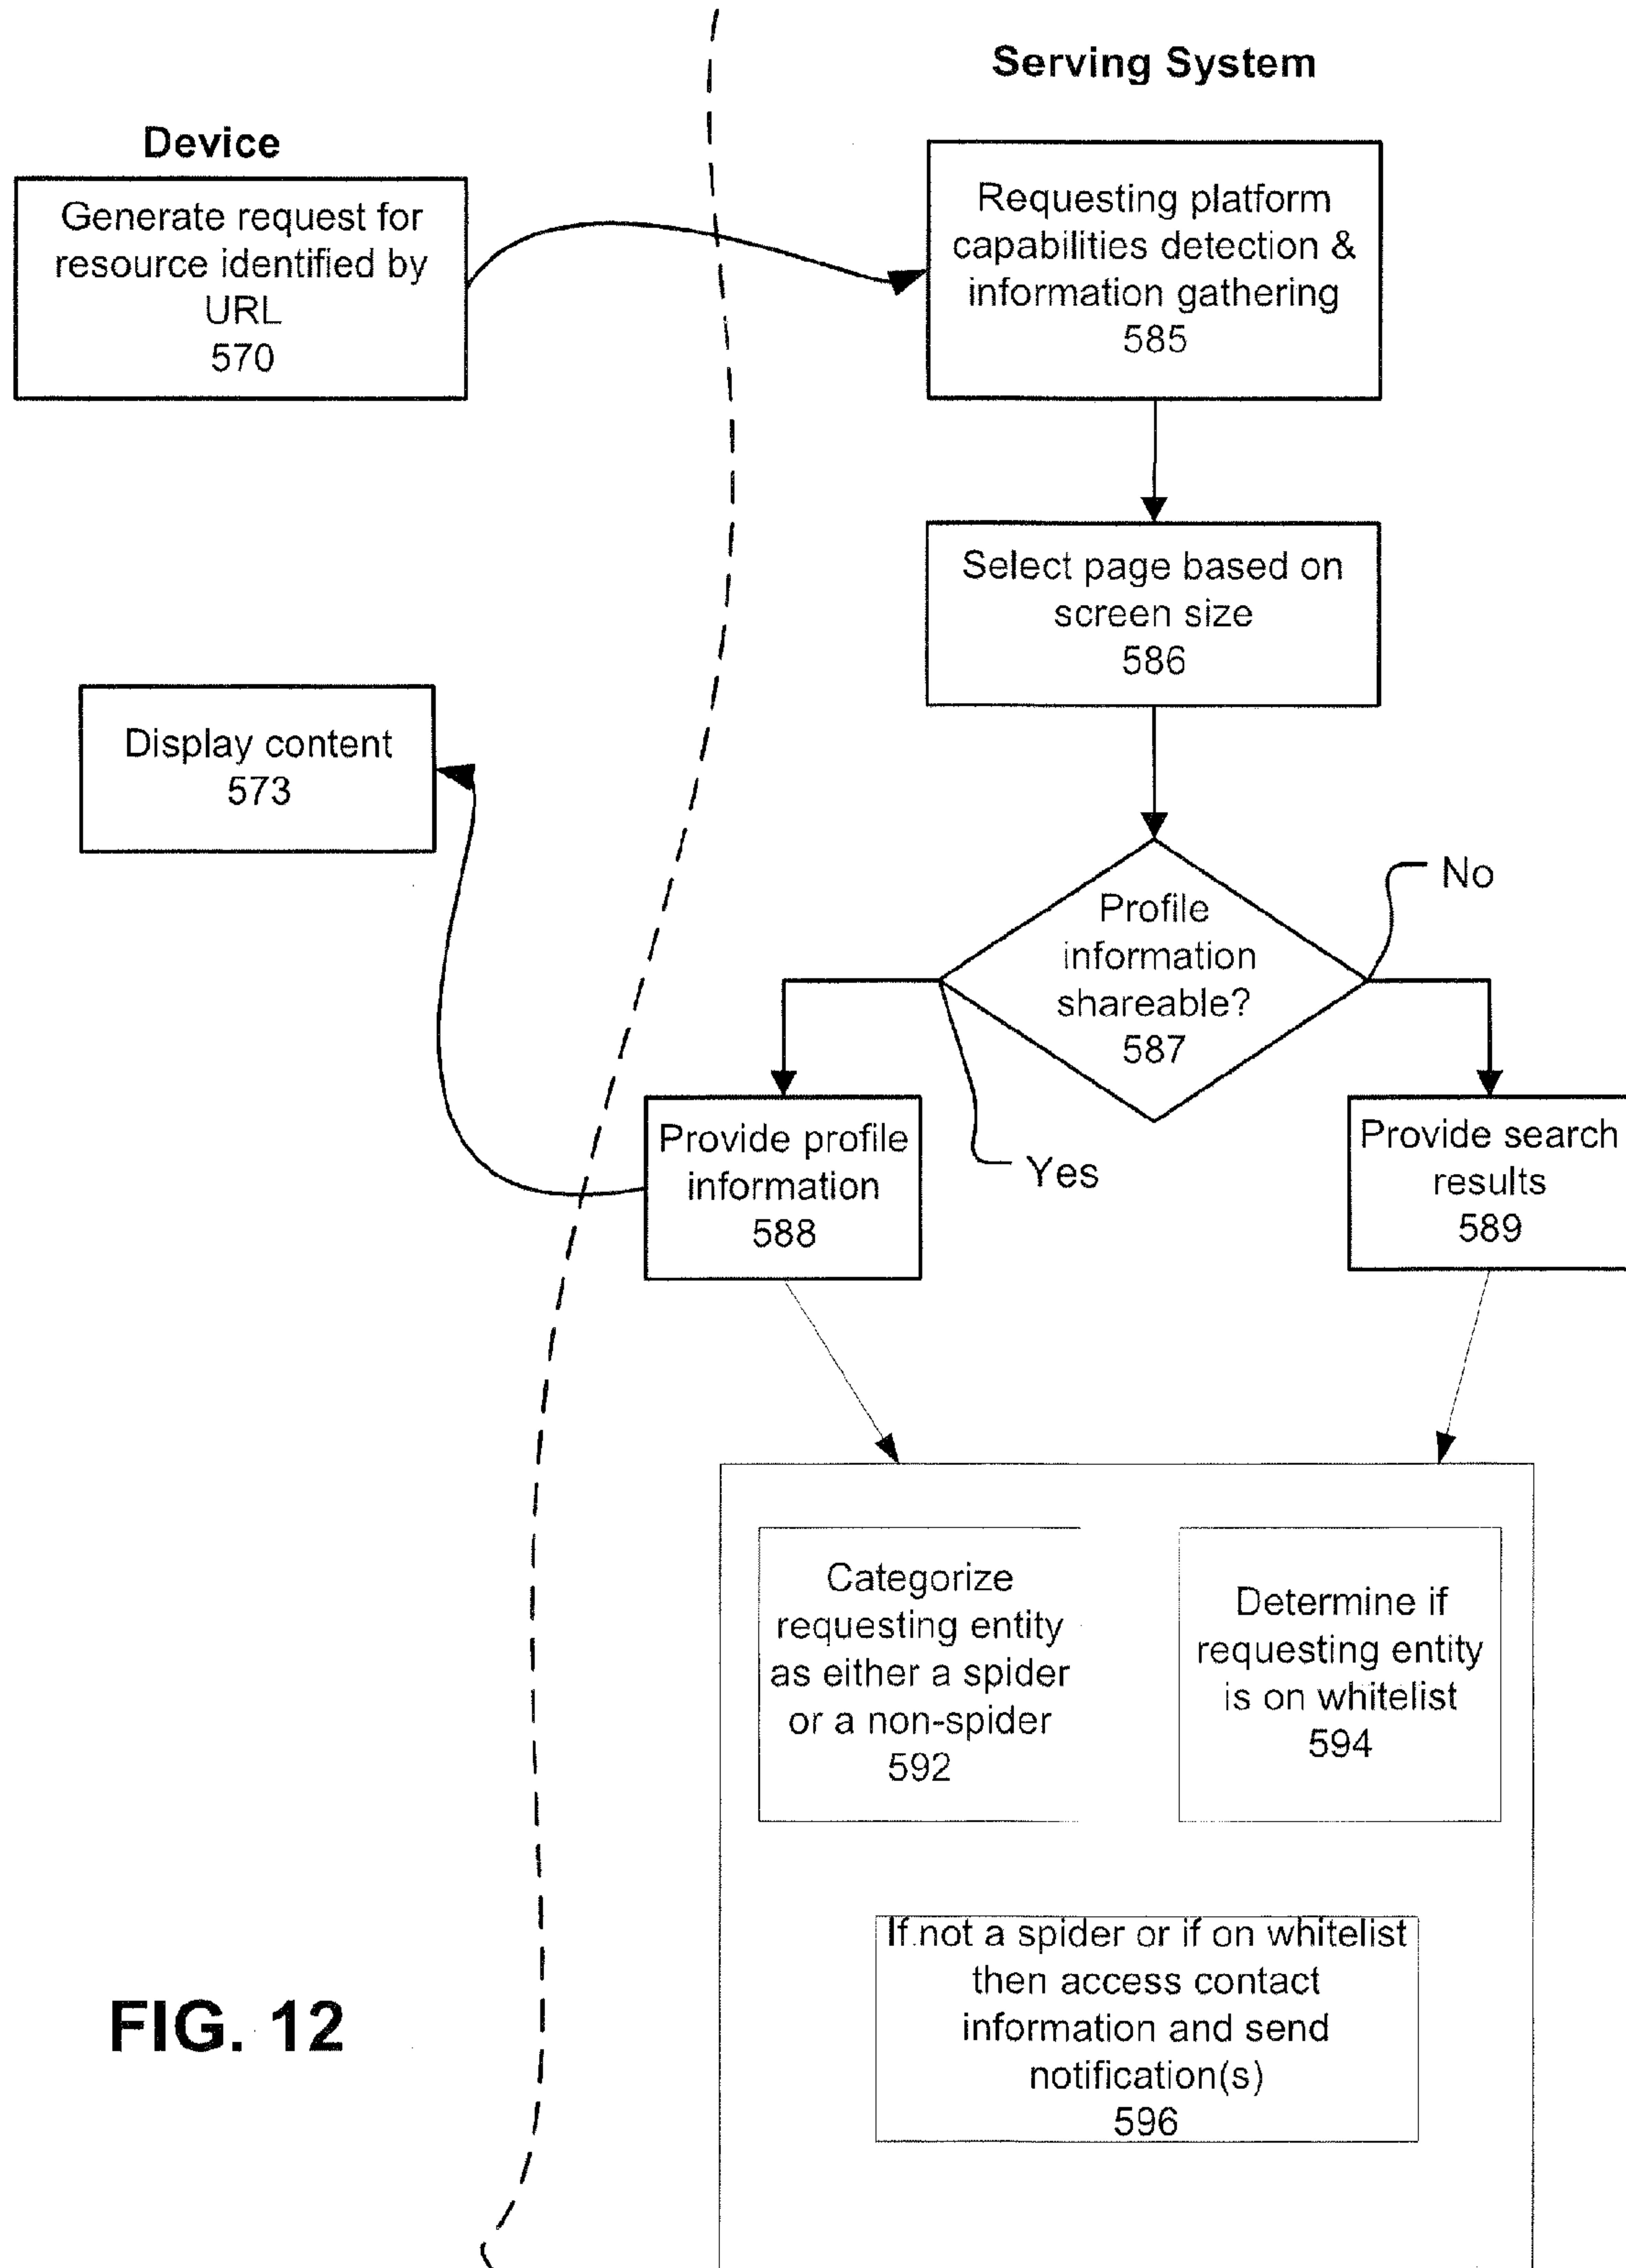 Serving System
Device
Generate request for
resource identified by
URL
570
Requesting platform
capabilities detection &
information gathering
585
Select page based on
screen size
586
Display content
573
No
Profile
information
shareable?
587
Yes
Provide profile
information
588
Provide search
results
589
Categorize
requesting entity
as either a spider
or a non-spider
592
Determine if
requesting entity
is on whitelist
594
If not a spider or if on whitelist
then access contact
information and send
notification(s)
596
FIG. 12